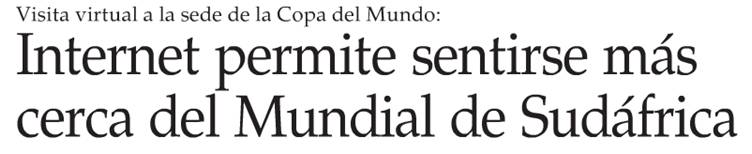 Visita virtual a la sede de la Copa del Mundo:
Internet permite sentirse más
cerca del Mundial de Sudáfrica